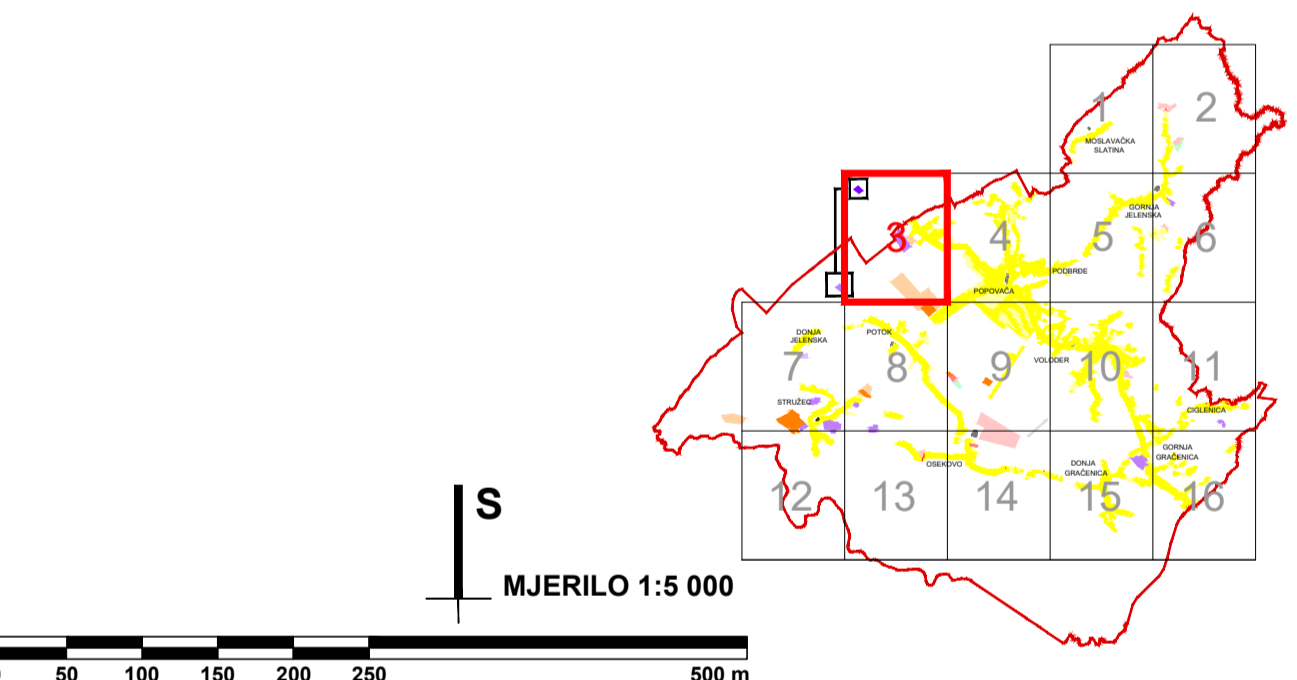 1
2
MOSLAVAČKA
SLATINA
GORNJA
JELENSKA
3
4
5
6
PODBRĐE
POPOVAČA
DONJA
JELENSKA
POTOK
7
8
9
VOLODER
10
11
STRUŽEC
CIGLENICA
OSEKOVO
DONJA
GRAČENICA
GORNJA
GRAČENICA
12
13
14
15
16
S
MJERILO 1:5 000
50 100 150 200 250 500 m